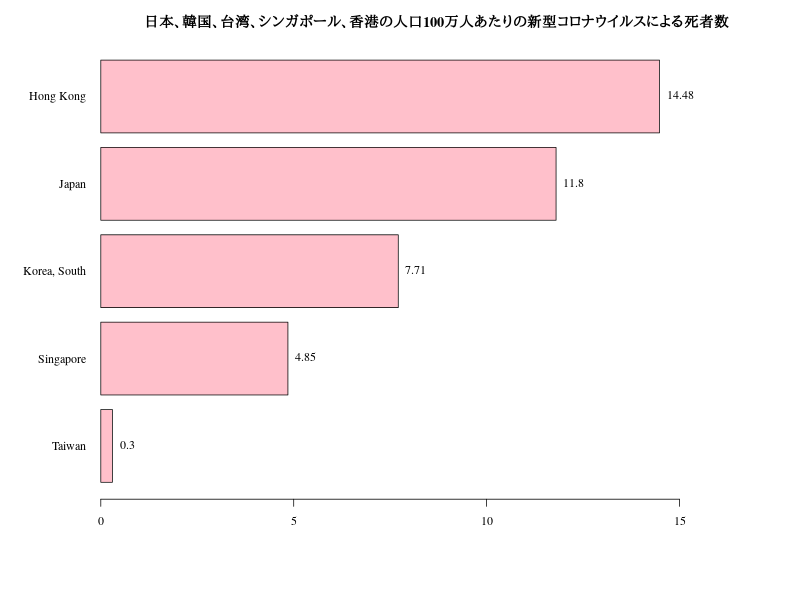 日本、韓国、台湾、シンガポール、香港の人口100万人あたりの新型コロナウイルスによる死者数
Hong Kong 14.48
Japan 11.8
Korea, South 7.71
Singapore 4.85
Taiwan 0.3
0 5 10 15